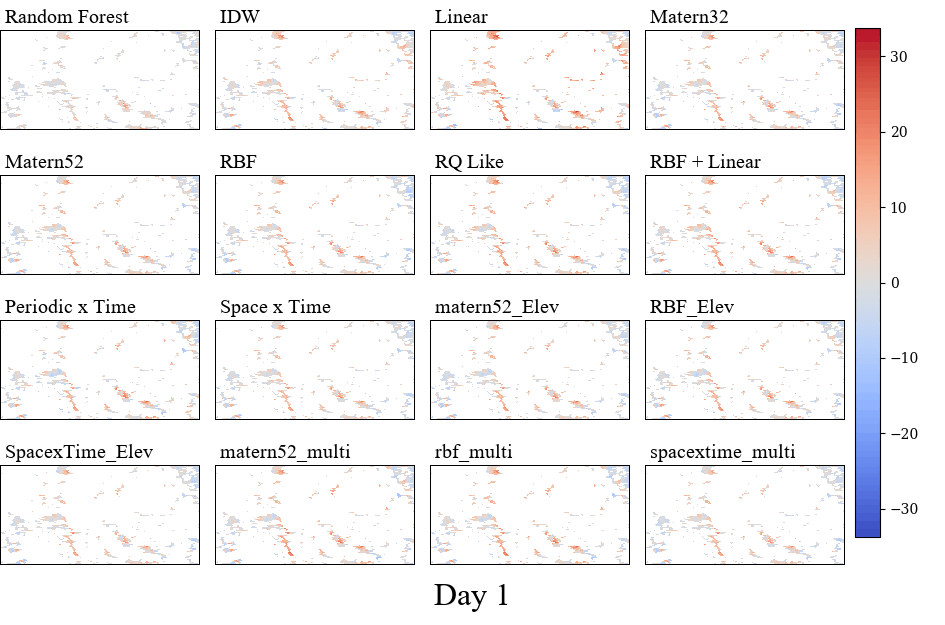 Random Forest
IDW
Linear
Matern32
Matern52
RBF
RQ Like
RBF + Linear
Periodic x Time
Space x Time
matern52_Elev
RBF_Elev
SpacexTime_Elev
matern52_multi
rbf_multi
spacextime_multi
30
20
10
0
−10
−20
−30
Day 1